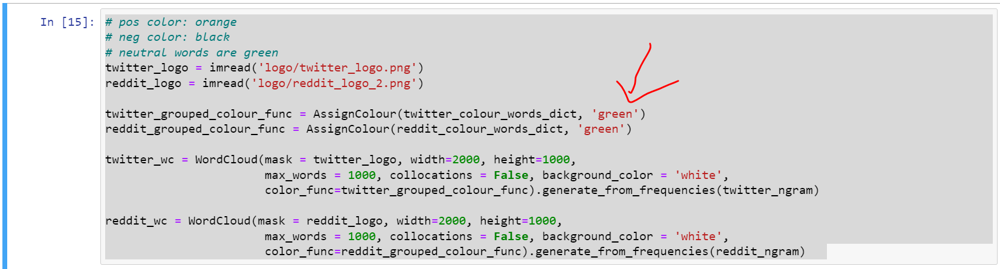 In [15]: # pos color: orange
# neg color: black
# neutral words are green
twitter_logo = imread('logo/twitter_logo.png')
reddit_logo = imread('logo/reddit_logo_2.png')
twitter_grouped_colour_func = AssignColour(twitter_colour_words_dict, 'green')
reddit_grouped_colour_func = AssignColour(reddit_colour_words_dict, 'green')
twitter_wc = WordCloud(mask = twitter_logo, width=2000, height=1000,
max_words = 1000, collocations = False, background_color = 'white',
color_func=twitter_grouped_colour_func).generate_from_frequencies(twitter_ngram)
reddit_wc = WordCloud(mask = reddit_logo, width=2000, height=1000,
max_words = 1000, collocations = False, background_color = 'white',
color_func=reddit_grouped_colour_func).generate_from_frequencies(reddit_ngram)